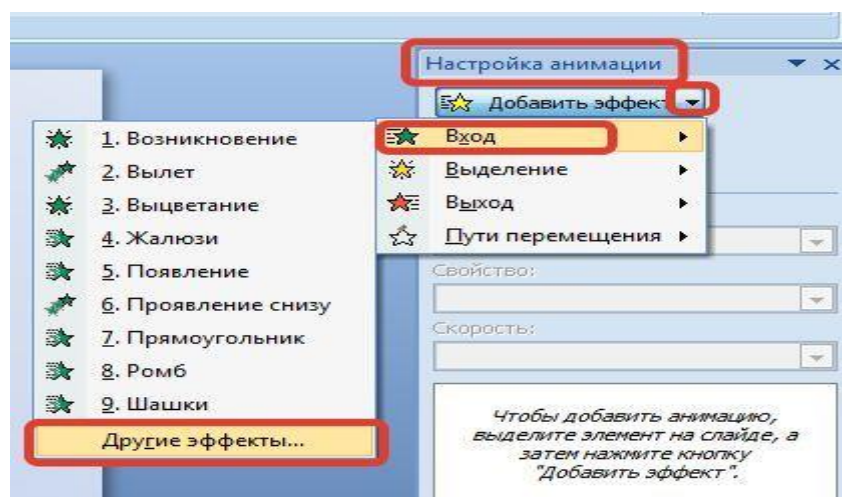 Настройка анимации
Добавить эффект
Вход
Выделение
Выход
Пути перемещения
1. Возникновение
2. Вылет
3. Выцветание
4. Жалюзи
5. Появление
6. Проявление снизу
7. Прямоугольник
8. Ромб
9. Шашки
Другие эффекты...
Свойство:
Скорость:
Чтобы добавить анимацию,
выделите элемент на слайде, а
затем нажмите кнопку
"Добавить эффект".